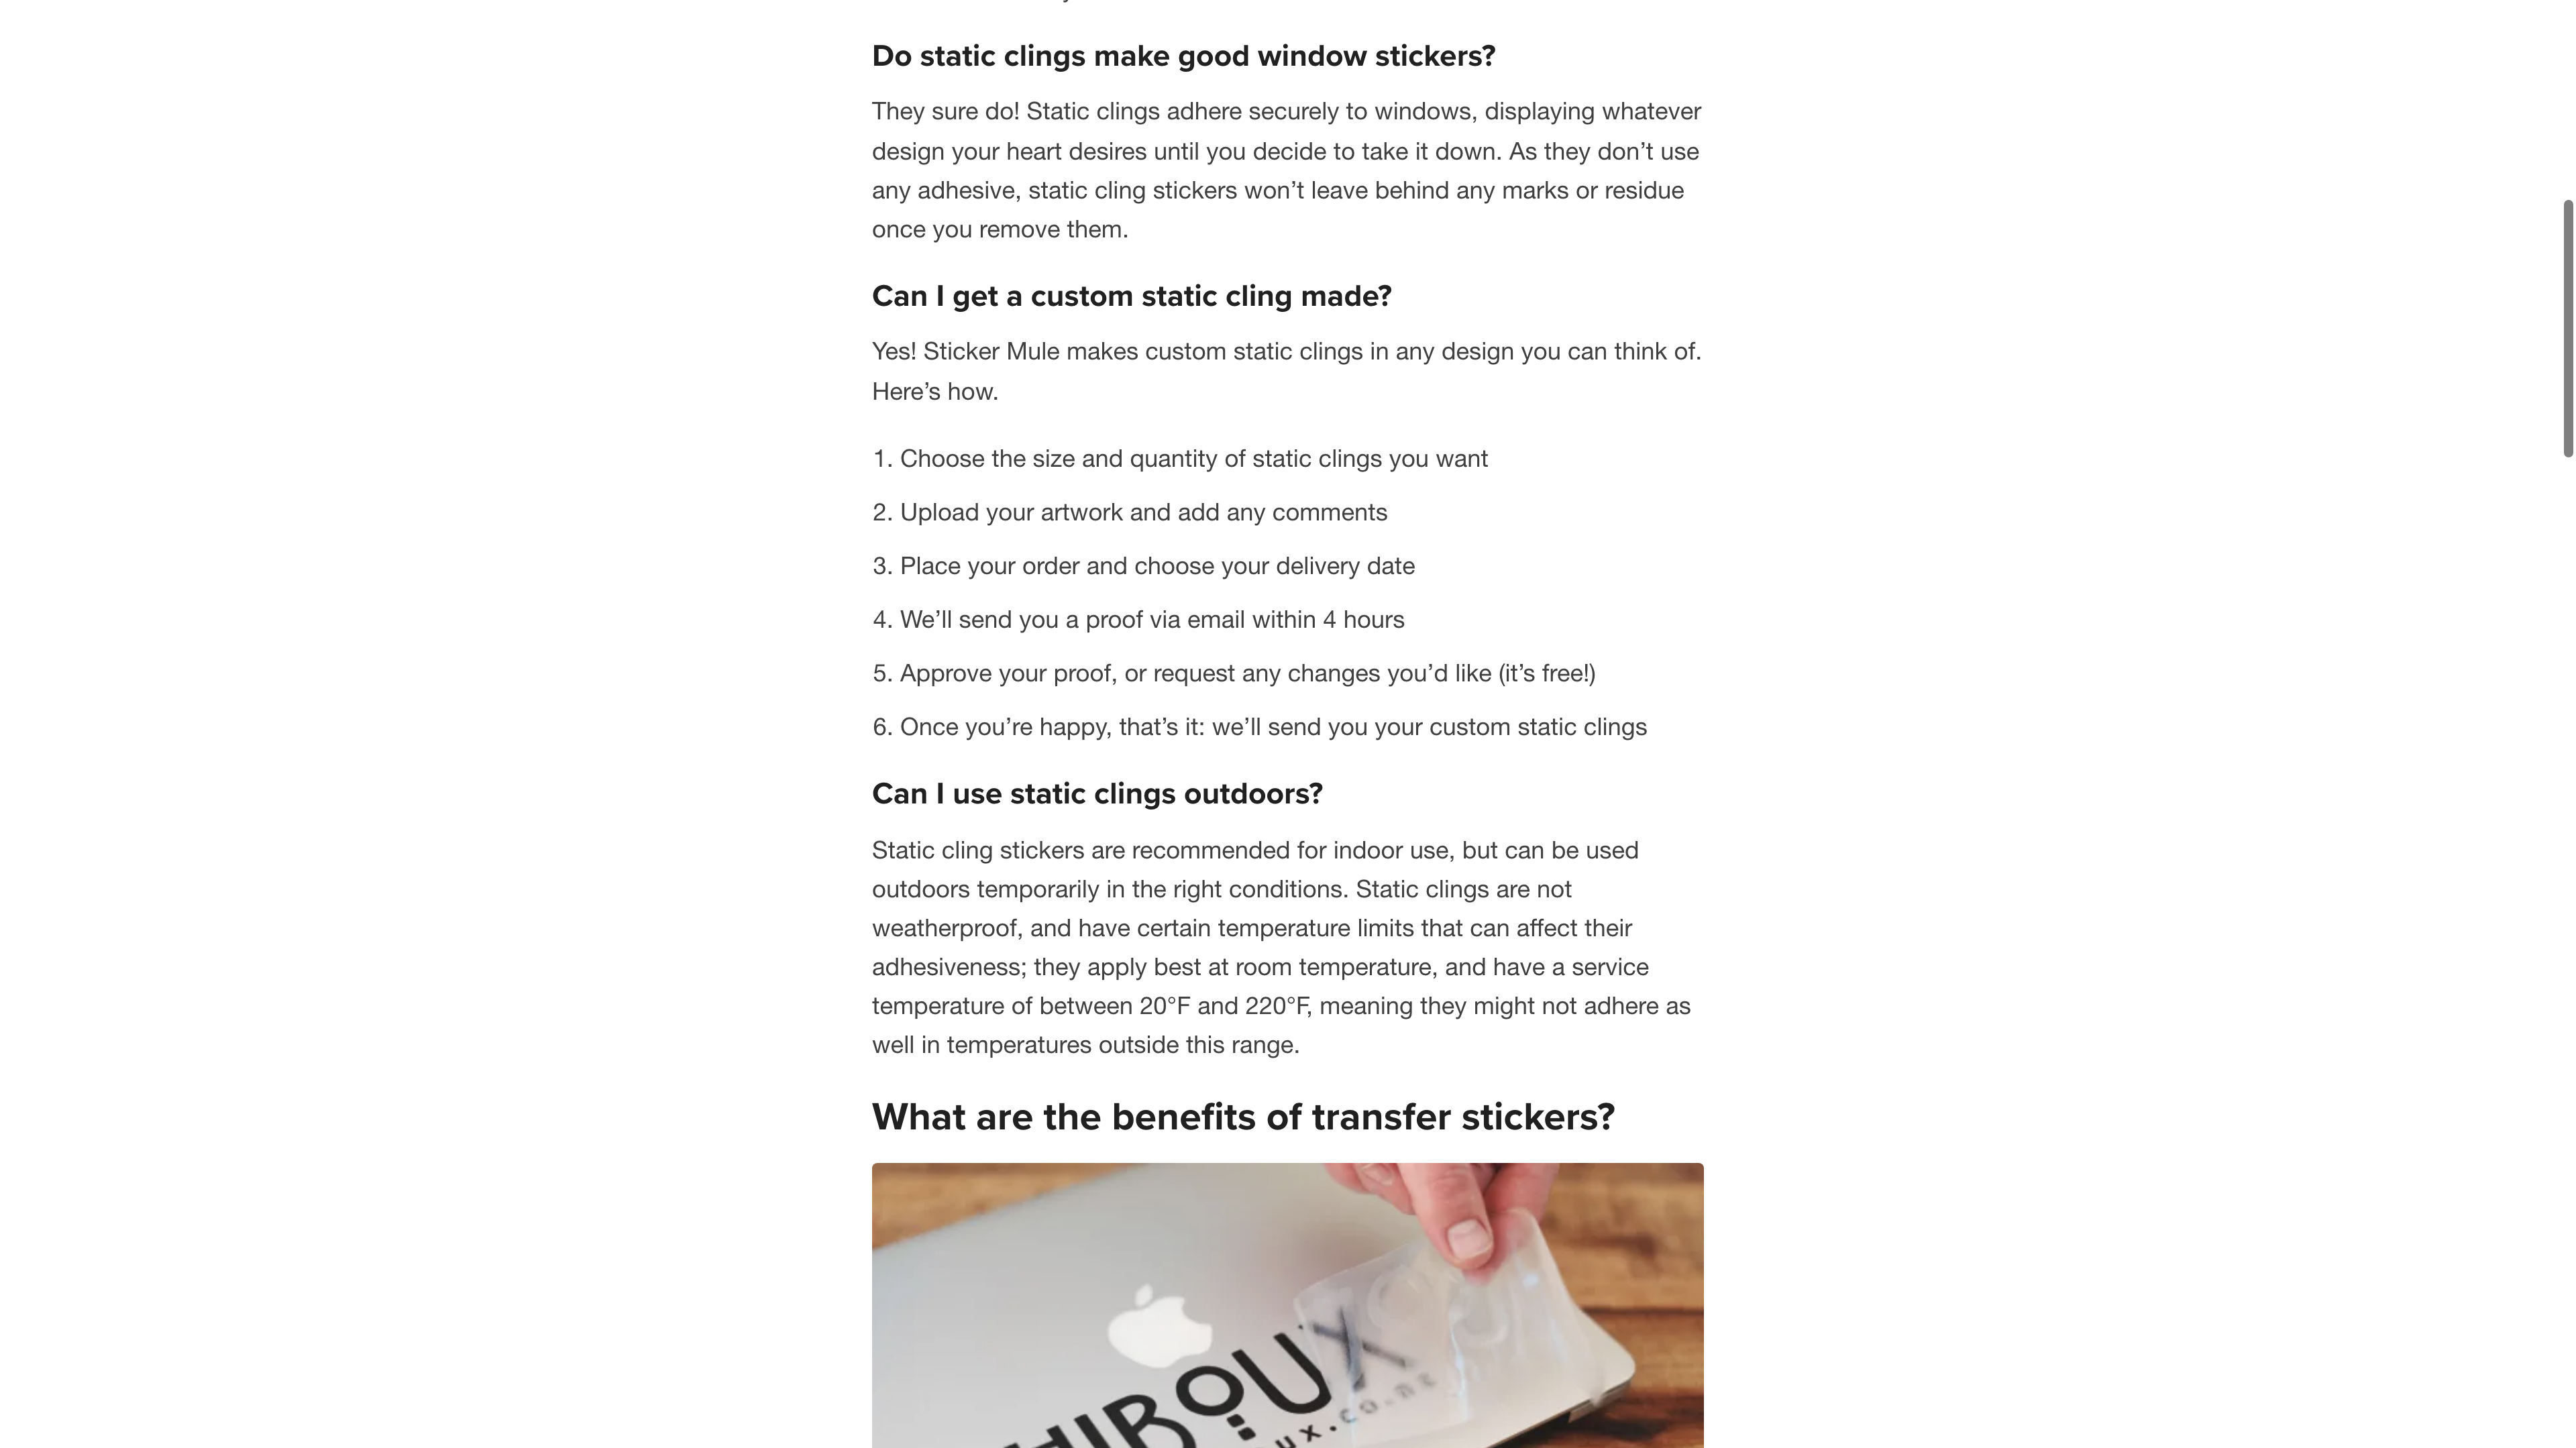 Do static clings make good window stickers?
They sure do! Static clings adhere securely to windows, displaying whatever
design your heart desires until you decide to take it down. As they don’t use
any adhesive, static cling stickers won’t leave behind any marks or residue
once you remove them.
Can I get a custom static cling made?
Yes! Sticker Mule makes custom static clings in any design you can think of.
Here’s how.
1. Choose the size and quantity of static clings you want
2. Upload your artwork and add any comments
3. Place your order and choose your delivery date
4. We’ll send you a proof via email within 4 hours
5. Approve your proof, or request any changes you’d like (it’s free!)
6. Once you’re happy, that’s it: we’ll send you your custom static clings
Can I use static clings outdoors?
Static cling stickers are recommended for indoor use, but can be used
outdoors temporarily in the right conditions. Static clings are not
weatherproof, and have certain temperature limits that can affect their
adhesiveness; they apply best at room temperature, and have a service
temperature of between 20°F and 220°F, meaning they might not adhere as
well in temperatures outside this range.
What are the benefits of transfer stickers?